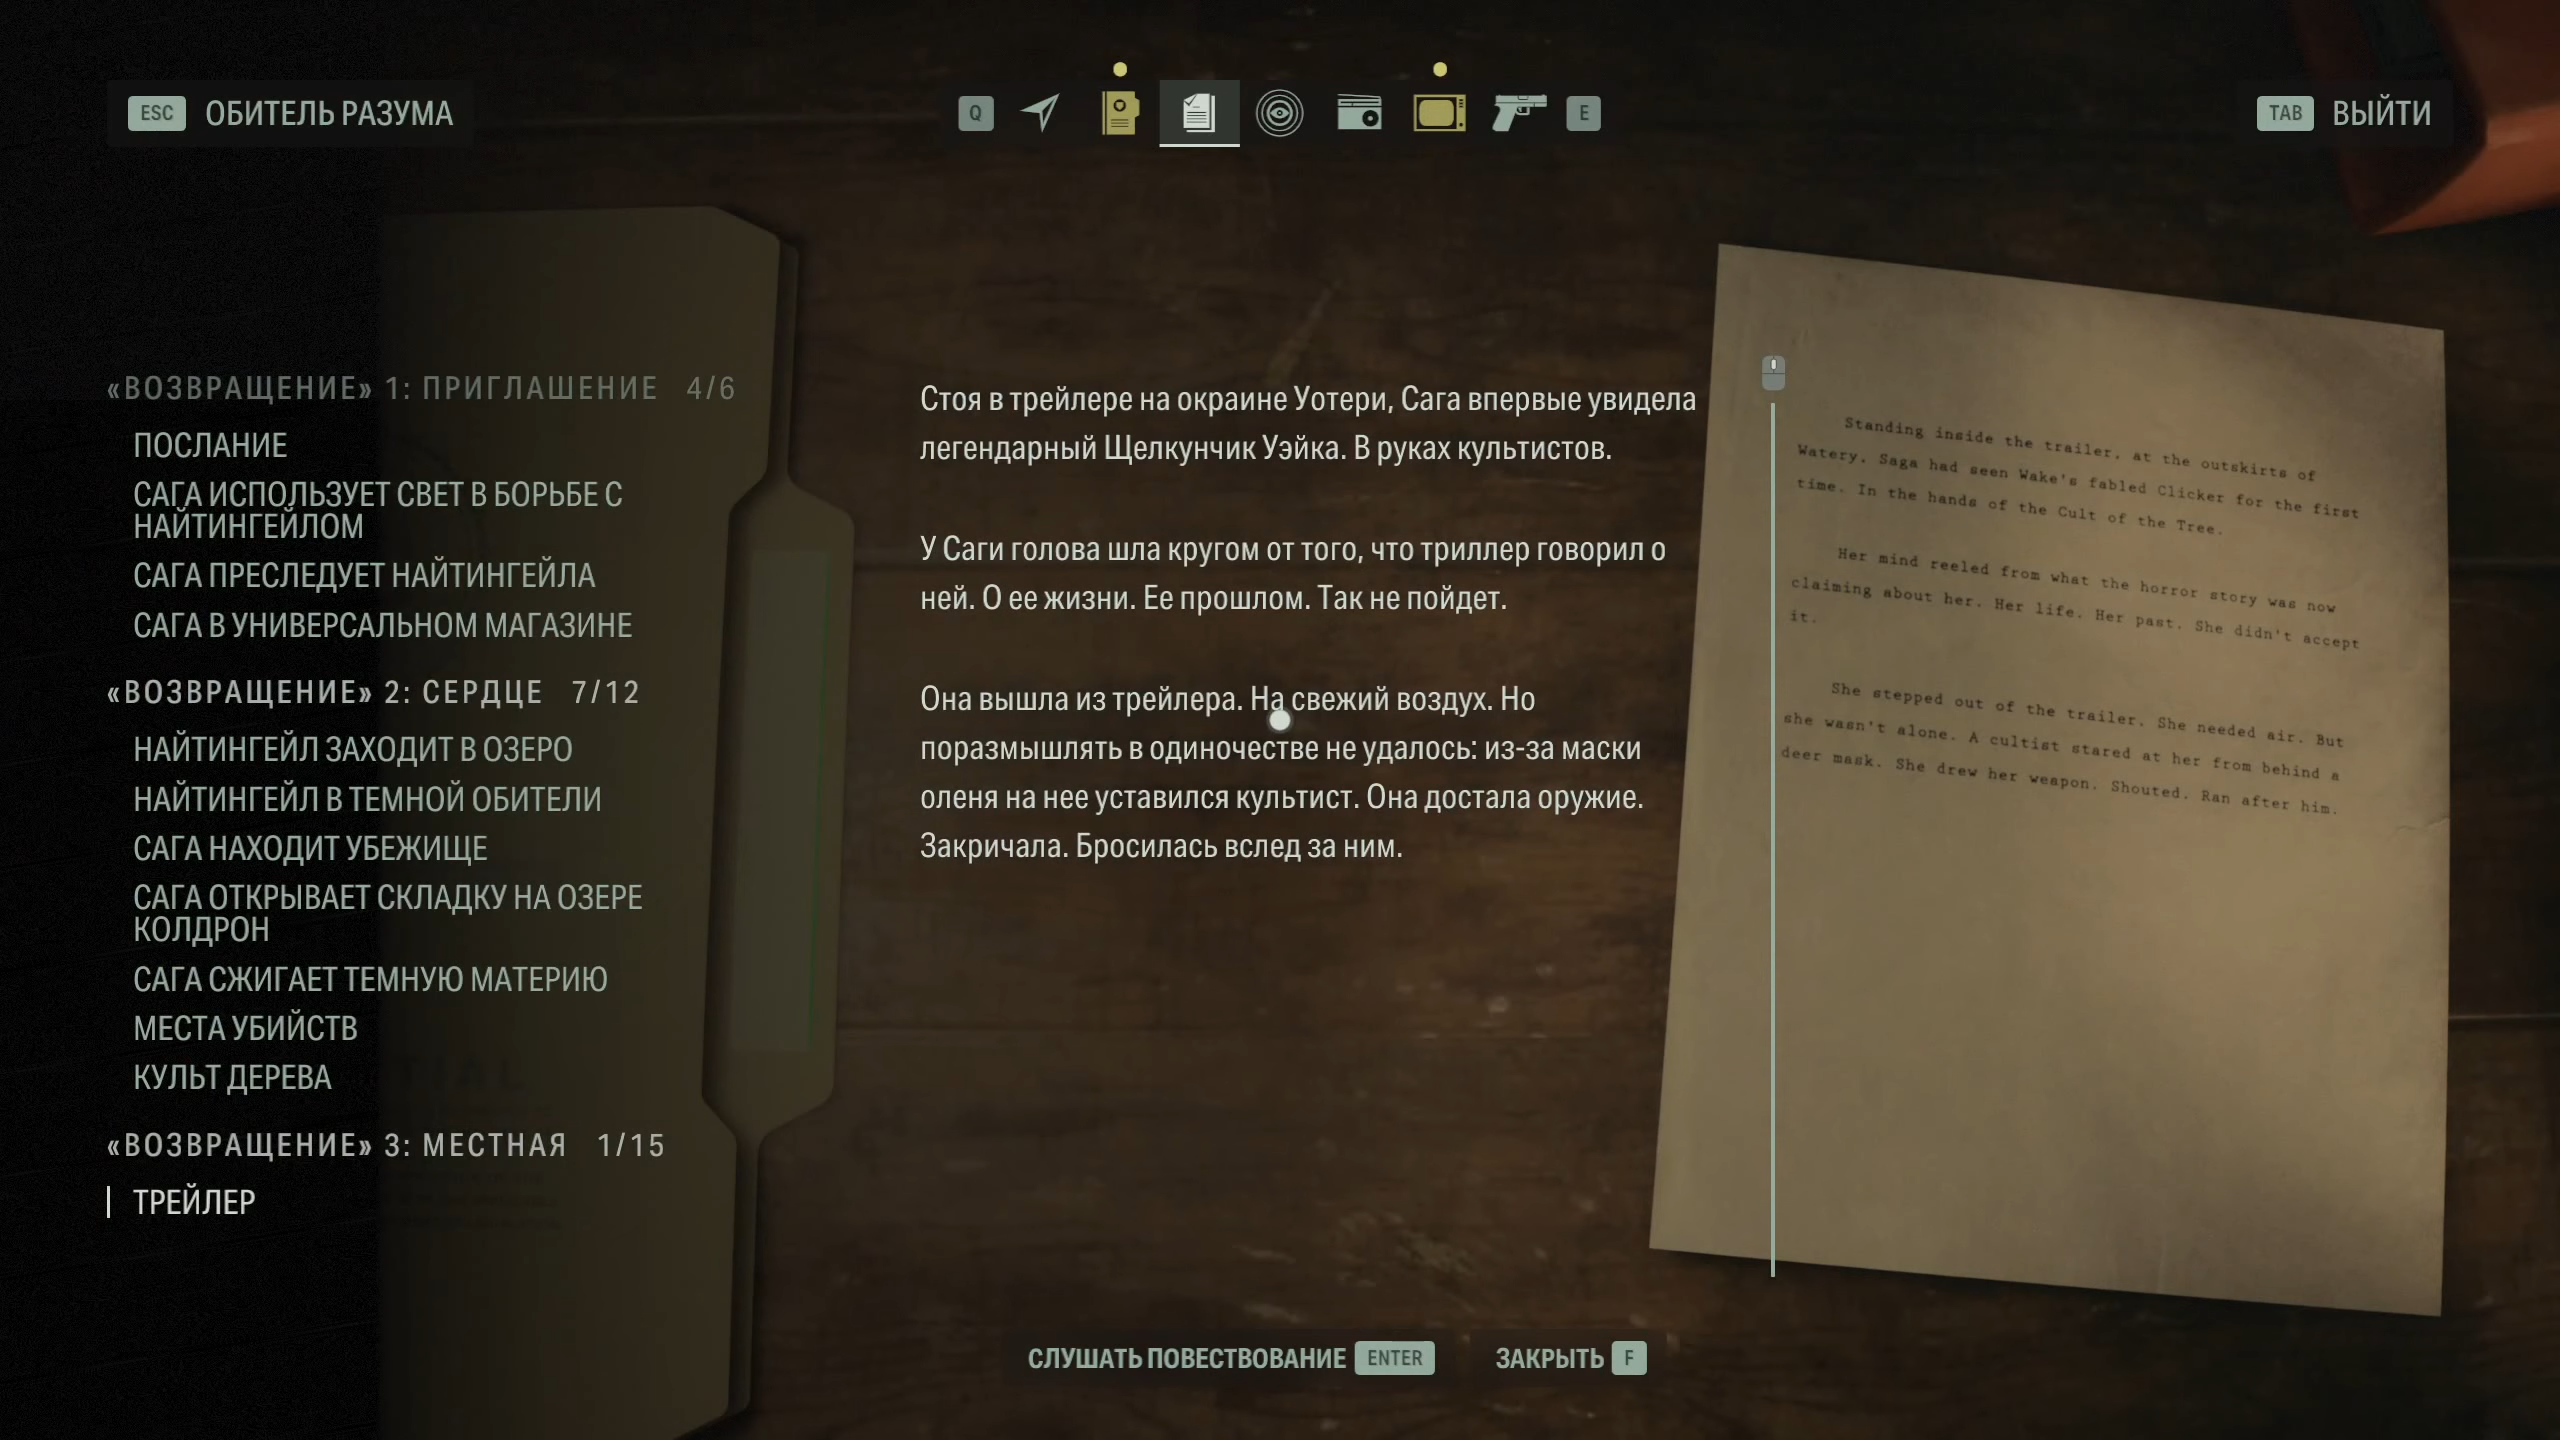 ESC ОБИТЕЛЬ РАЗУМА
Q
E
TAB ВЫЙТИ
«ВОЗВРАЩЕНИЕ» 1: ПРИГЛАШЕНИЕ 4/6
ПОСЛАНИЕ
САГА ИСПОЛЬЗУЕТ СВЕТ В БОРЬБЕ С
НАЙТИНГЕЙЛОМ
САГА ПРЕСЛЕДУЕТ НАЙТИНГЕЙЛА
САГА В УНИВЕРСАЛЬНОМ МАГАЗИНЕ
«ВОЗВРАЩЕНИЕ» 2: СЕРДЦЕ 7/12
НАЙТИНГЕЙЛ ЗАХОДИТ В ОЗЕРО
НАЙТИНГЕЙЛ В ТЕМНОЙ ОБИТЕЛИ
САГА НАХОДИТ УБЕЖИЩЕ
САГА ОТКРЫВАЕТ СКЛАДКУ НА ОЗЕРЕ
КОЛДРОН
САГА СЖИГАЕТ ТЕМНУЮ МАТЕРИЮ
МЕСТА УБИЙСТВ
КУЛЬТ ДЕРЕВА
«ВОЗВРАЩЕНИЕ» 3: МЕСТНАЯ 1/15
ТРЕЙЛЕР
Стоя в трейлере на окраине Уотери, Сага впервые увидела
легендарный Щелкунчик Уэйка. В руках культистов.
У Саги голова шла кругом от того, что триллер говорил о
ней. О ее жизни. Ее прошлом. Так не пойдет.
Она вышла из трейлера. На свежий воздух. Но
поразмышлять в одиночестве не удалось: из-за маски
оленя на нее уставился культист. Она достала оружие.
Закричала. Бросилась вслед за ним.
Standing inside the trailer, at the outskirts of
Watery, Saga had seen Wake's fabled Clicker for the first
time. In the hands of the Cult of the Tree.
Her mind reeled from what the horror story was now
claiming about her. Her life. Her past. She didn't accept
it.
She stepped out of the trailer. She needed air. But
she wasn't alone. A cultist stared at her from behind a
deer mask. She drew her weapon. Shouted. Ran after him.
СЛУШАТЬ ПОВЕСТВОВАНИЕ ENTER
ЗАКРЫТЬ F